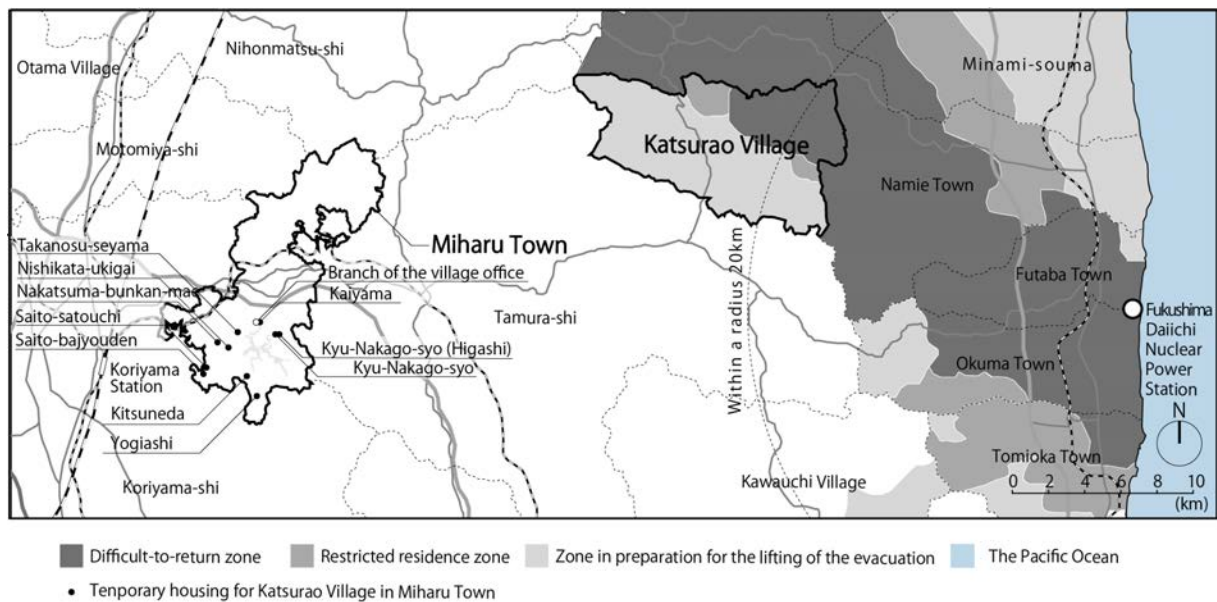 Nihonmatsu-shi
Otama Village
Minami-souma
Motomiya-shi
Katsurao Village
Namie Town
Miharu Town
Takanosu-seyama
Nishikata-ukigai
Nakatsuma-bunkan-mae
Saito-satouchi
Saito-bajyouden
Koriyama
Station
Kitsuneda
Yogiashi
Koriyama-shi
Branch of the village office
Kaiyama
Tamura-shi
Kyu-Nakago-syo (Higashi)
Kyu-Nakago-syo
Within a radius 20km
Futaba Town
Fukushima
Daiichi
Nuclear
Power
Station
Okuma Town
N
Tomioka Town
Kawauchi Village
0 2 4 6 8 10
(km)
Difficult-to-return zone
Restricted residence zone
Zone in preparation for the lifting of the evacuation
The Pacific Ocean
• Tenporary housing for Katsurao Village in Miharu Town